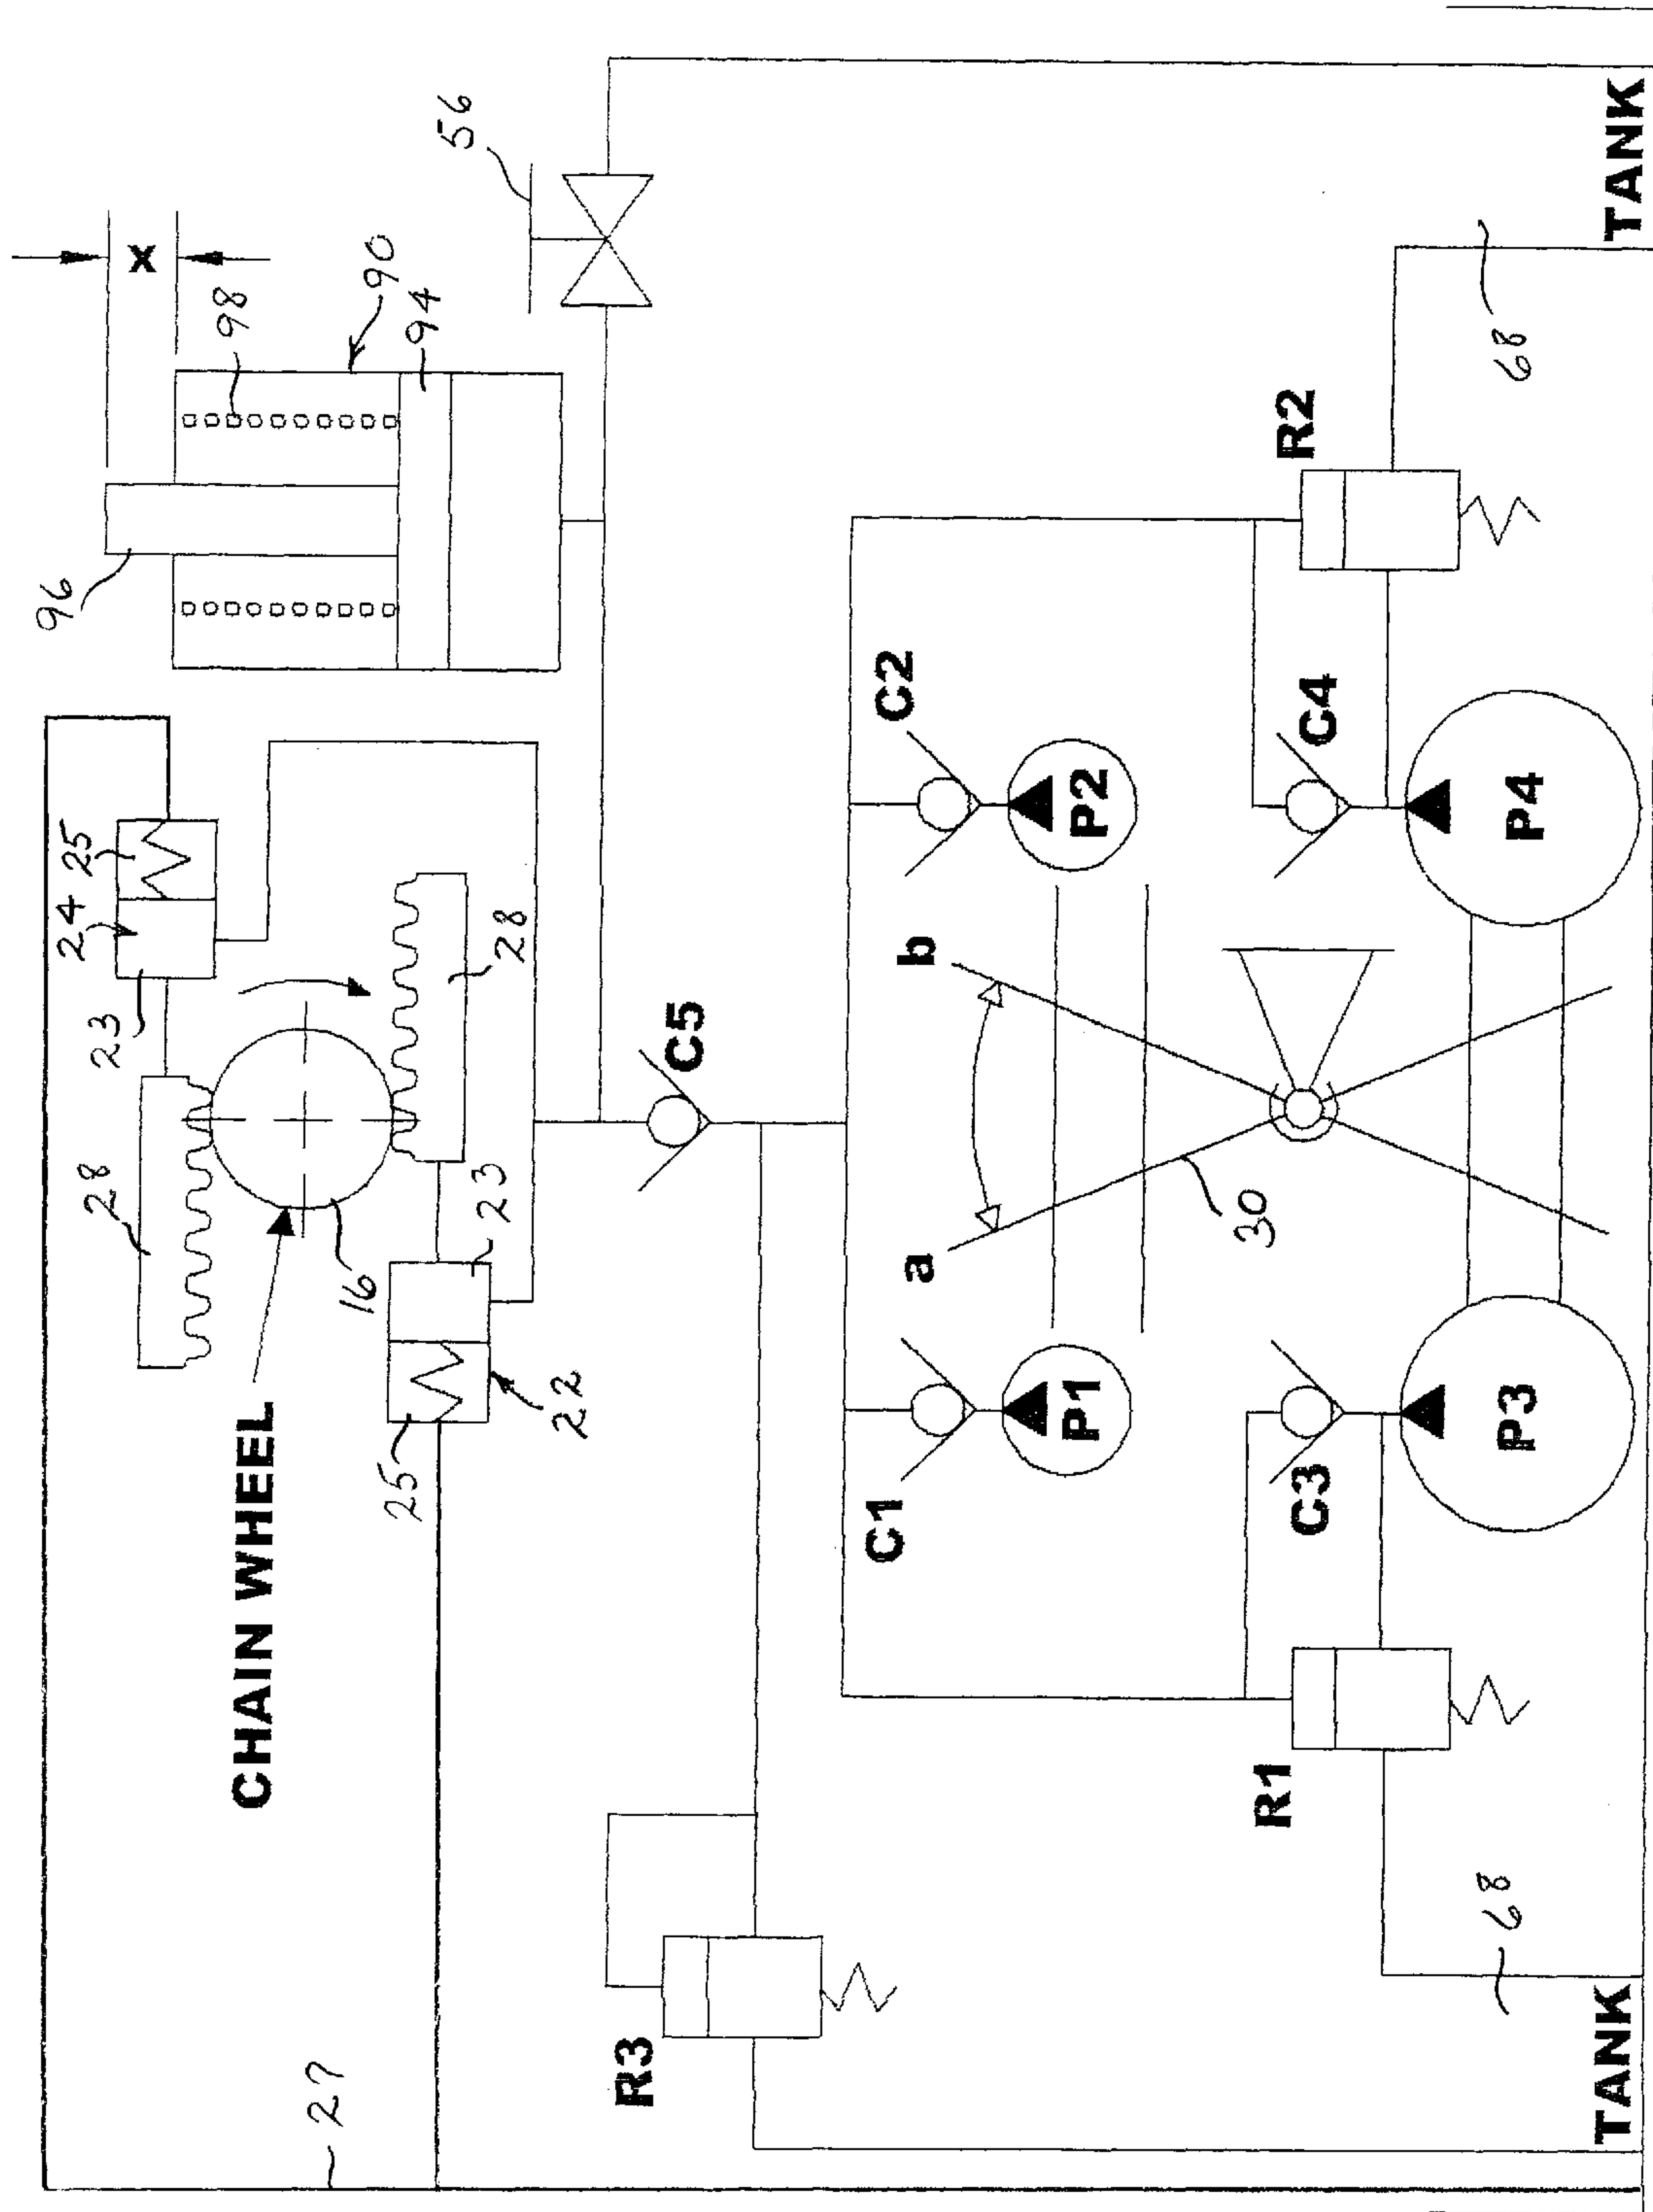 96
24
25
28
23
x
98
CHAIN WHEEL
27
16
90
25
94
56
23
28
22
R3
C5
C1
C2
a
b
P1
P2
30
R1
R2
C3
C4
68
68
P3
P4
TANK
TANK